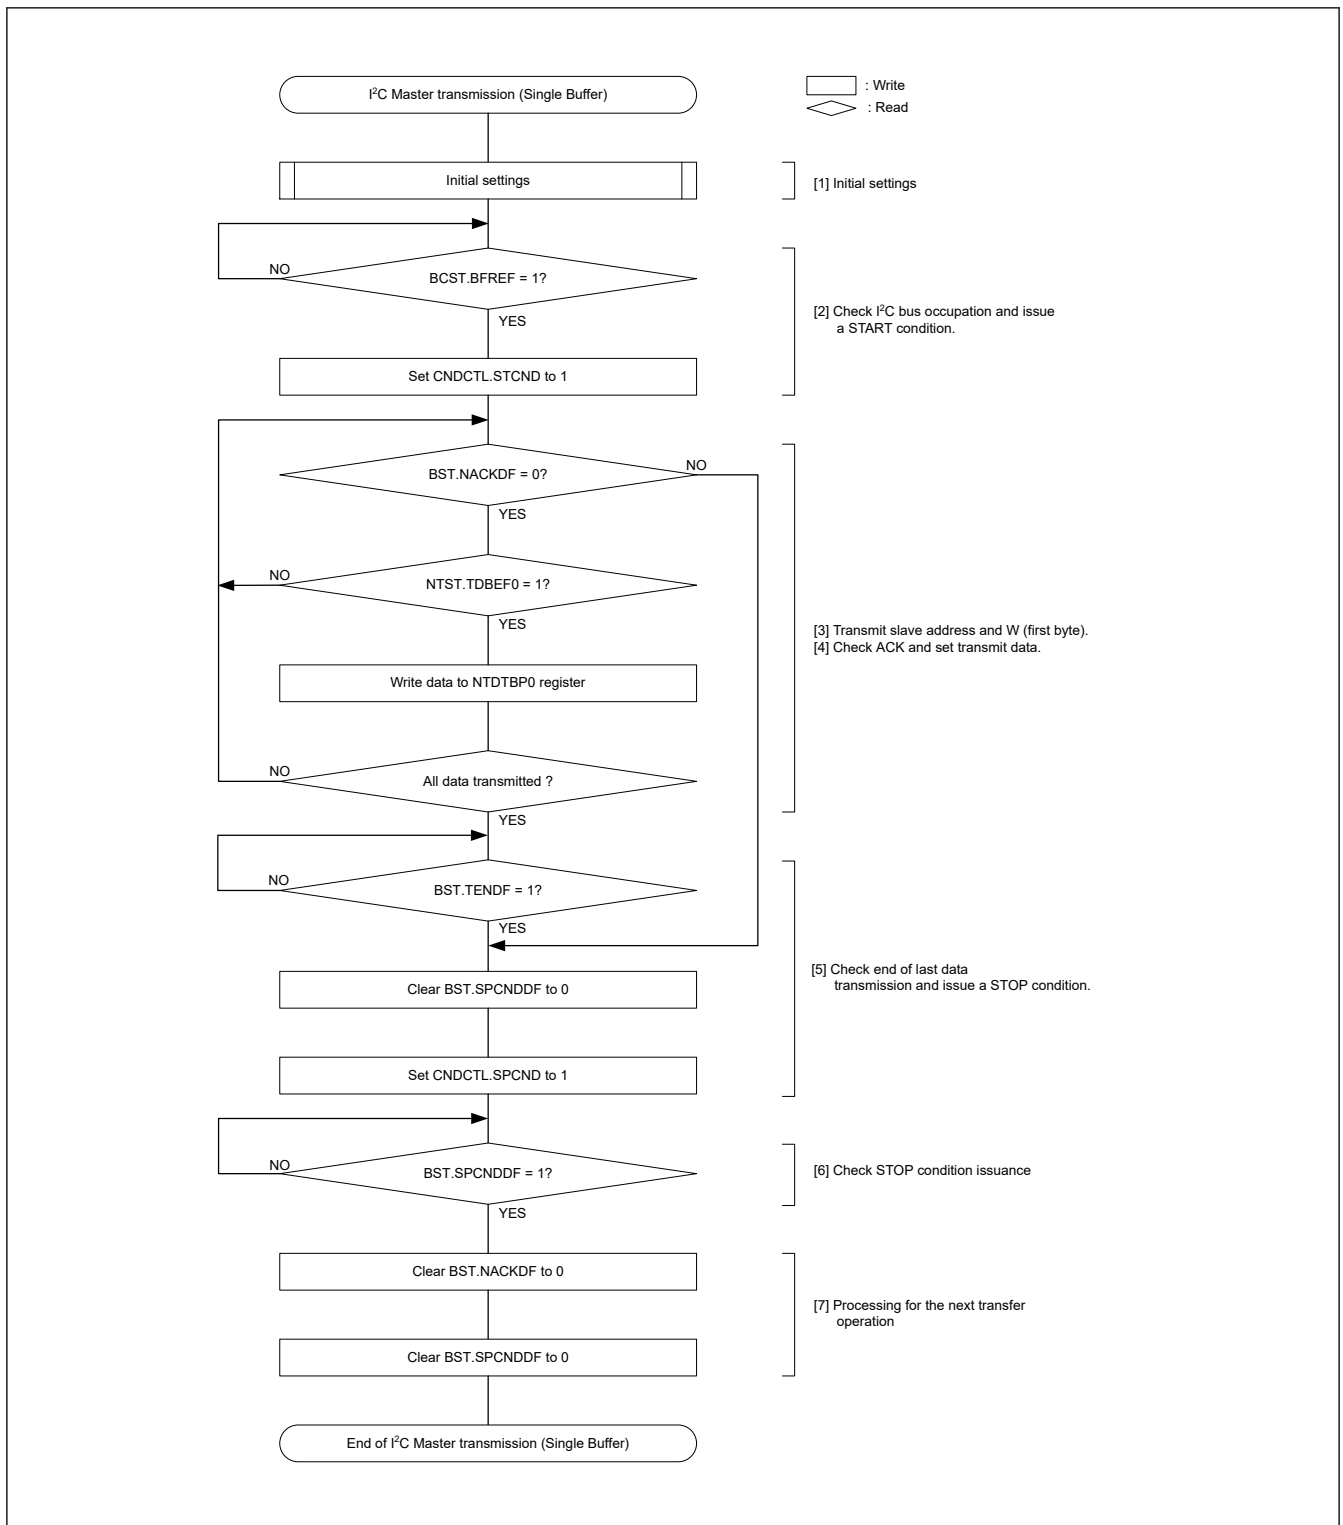 I²C Master transmission (Single Buffer)
: Write
: Read
Initial settings
[1] Initial settings
NO
BCST.BFREF = 1?
YES
[2] Check I²C bus occupation and issue
a START condition.
Set CNDCTL.STCND to 1
BST.NACKDF = 0?
NO
YES
NO
NTST.TDBEF0 = 1?
YES
[3] Transmit slave address and W (first byte).
[4] Check ACK and set transmit data.
Write data to NTDTBP0 register
NO
All data transmitted ?
YES
NO
BST.TENDF = 1?
YES
[5] Check end of last data
transmission and issue a STOP condition.
Clear BST.SPCNDDF to 0
Set CNDCTL.SPCND to 1
NO
BST.SPCNDDF = 1?
YES
[6] Check STOP condition issuance
Clear BST.NACKDF to 0
[7] Processing for the next transfer
operation
Clear BST.SPCNDDF to 0
End of I²C Master transmission (Single Buffer)